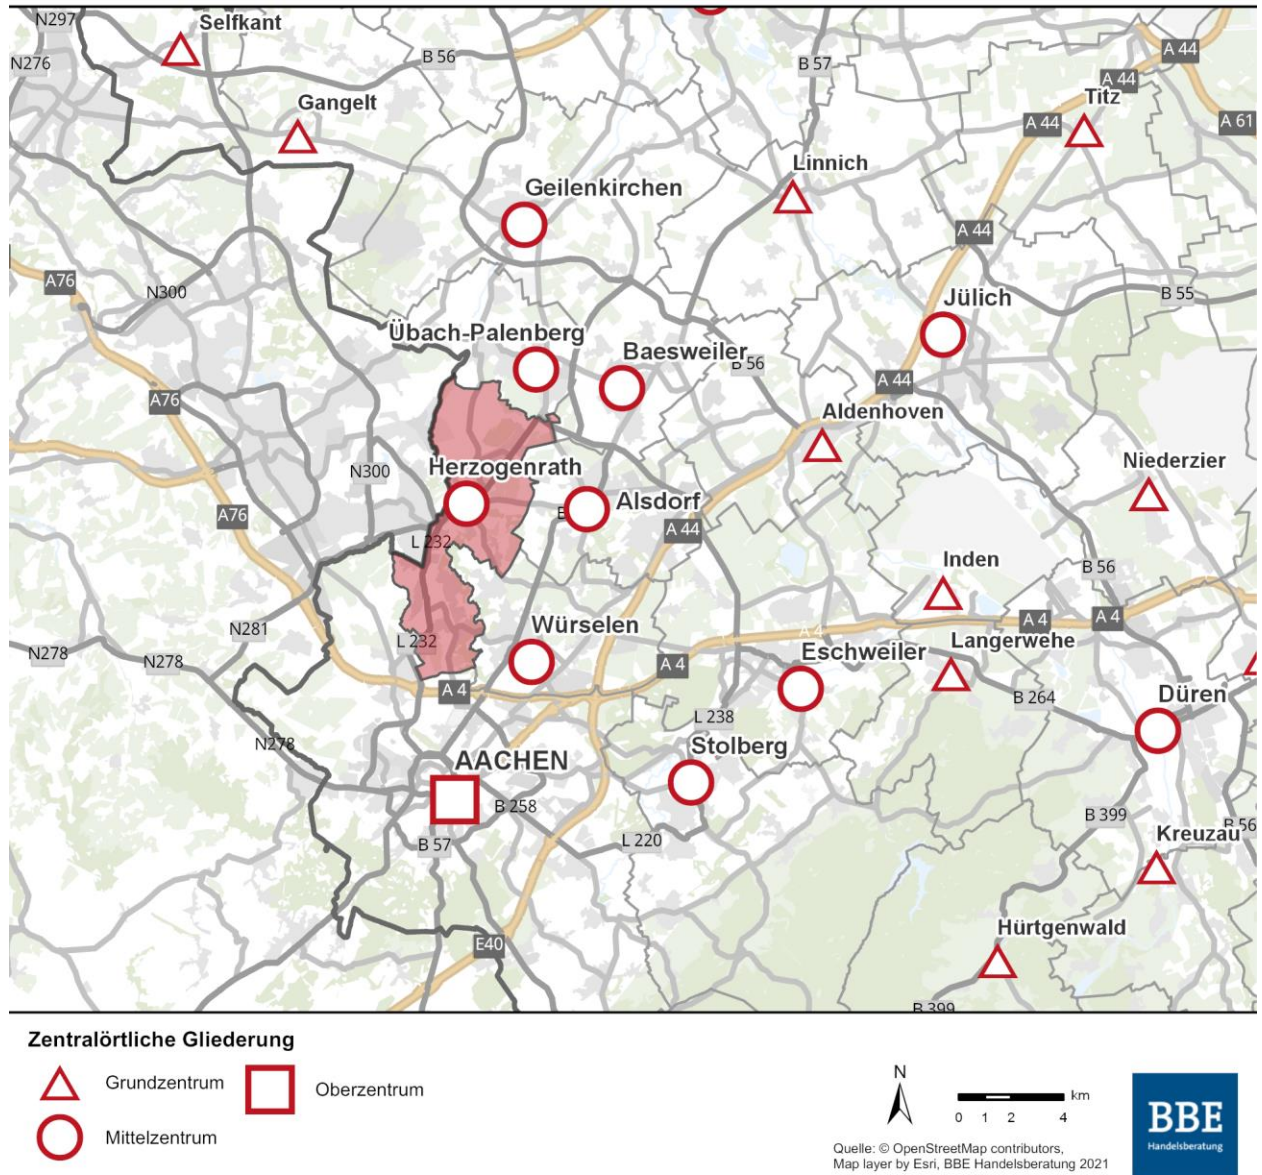 N297
Selfkant
N276
B 56
B 57
A 44
A 44
Titz
Gangelt
A 44
A 61
Linnich
Geilenkirchen
A 44
A76
N300
Jülich
B 55
Übach-Palenberg
Baesweiler
B 56
A 44
A76
Aldenhoven
Herzogenrath
N300
Niederzier
Alsdorf
A76
A 44
L 232
Inden
B 56
Würselen
A 4
A 4
A 4
N281
L 232
Langerwehe
N278
N278
A 4
Eschweiler
A 4
B 264
Düren
L 238
N278
Stolberg
AACHEN
B 258
B 399
B 57
L 220
Kreuzau
B 56
Hürtgenwald
E40
B 399
Zentralörtliche Gliederung
Grundzentrum
Oberzentrum
Mittelzentrum
N
km
0 1 2 4
Quelle: © OpenStreetMap contributors,
Map layer by Esri, BBE Handelsberatung 2021
BBE
Handelsberatung